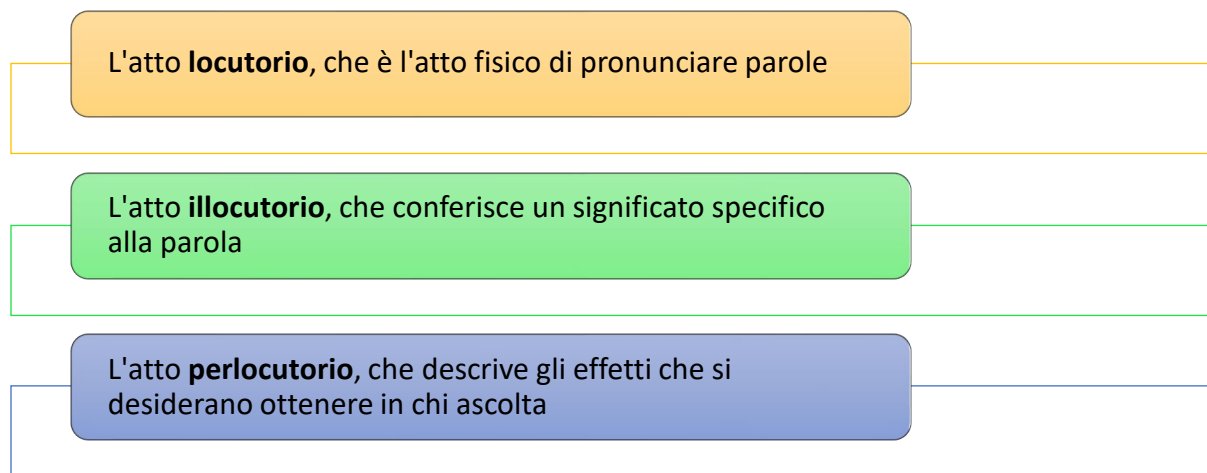 L'atto locutorio, che è l'atto fisico di pronunciare parole
L'atto illocutorio, che conferisce un significato specifico
alla parola
L'atto perlocutorio, che descrive gli effetti che si
desiderano ottenere in chi ascolta